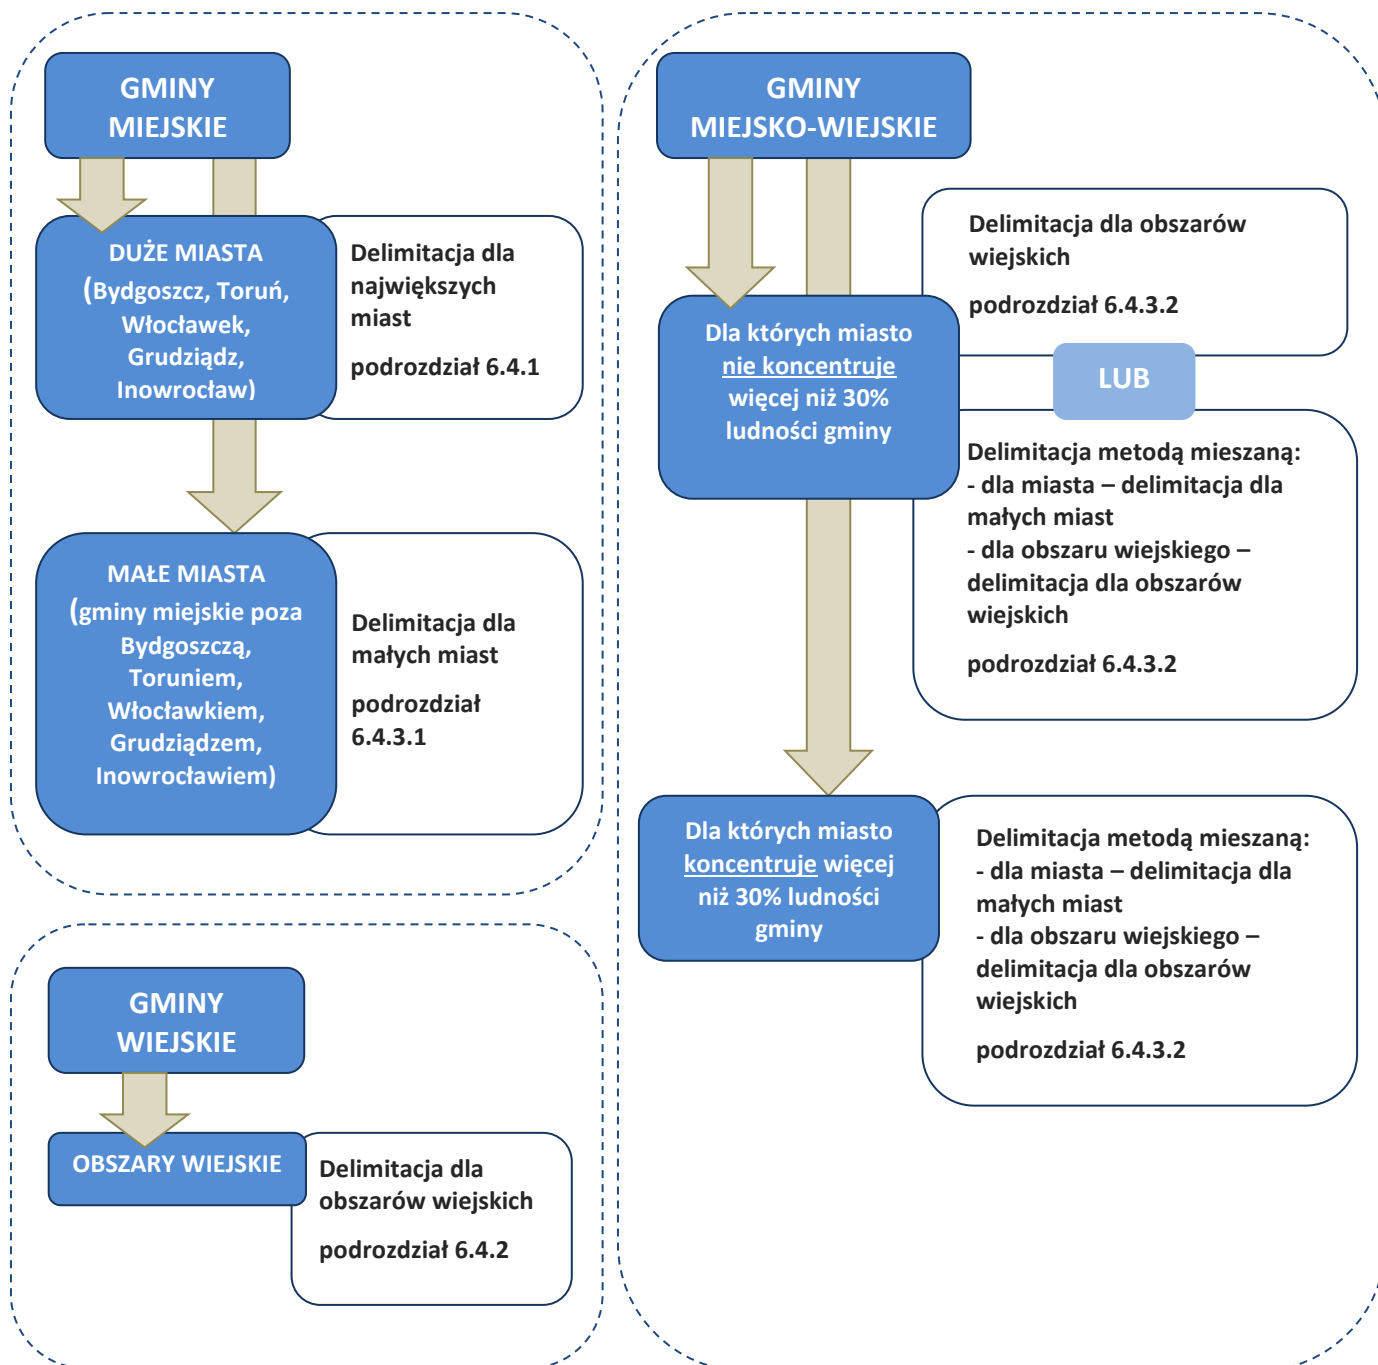 GMINY
MIEJSKIE
DUŻE MIASTA
(Bydgoszcz, Toruń,
Włocławek,
Grudziądz,
Inowrocław)
Delimitacja dla
największych
miast
podrozdział 6.4.1
MAŁE MIASTA
(gminy miejskie poza
Bydgoszczą,
Toruniem,
Włocławkiem,
Grudziądzem,
Inowrocławiem)
Delimitacja dla
małych miast
podrozdział
6.4.3.1
GMINY
WIEJSKIE
OBSZARY WIEJSKIE
Delimitacja dla
obszarów wiejskich
podrozdział 6.4.2
GMINY
MIEJSKO-WIEJSKIE
Dla których miasto
nie koncentruje
więcej niż 30%
ludności gminy
Delimitacja dla obszarów
wiejskich
podrozdział 6.4.3.2
LUB
Delimitacja metodą mieszaną:
- dla miasta – delimitacja dla
małych miast
- dla obszaru wiejskiego –
delimitacja dla obszarów
wiejskich
podrozdział 6.4.3.2
Dla których miasto
koncentruje więcej
niż 30% ludności
gminy
Delimitacja metodą mieszaną:
- dla miasta – delimitacja dla
małych miast
- dla obszaru wiejskiego –
delimitacja dla obszarów
wiejskich
podrozdział 6.4.3.2